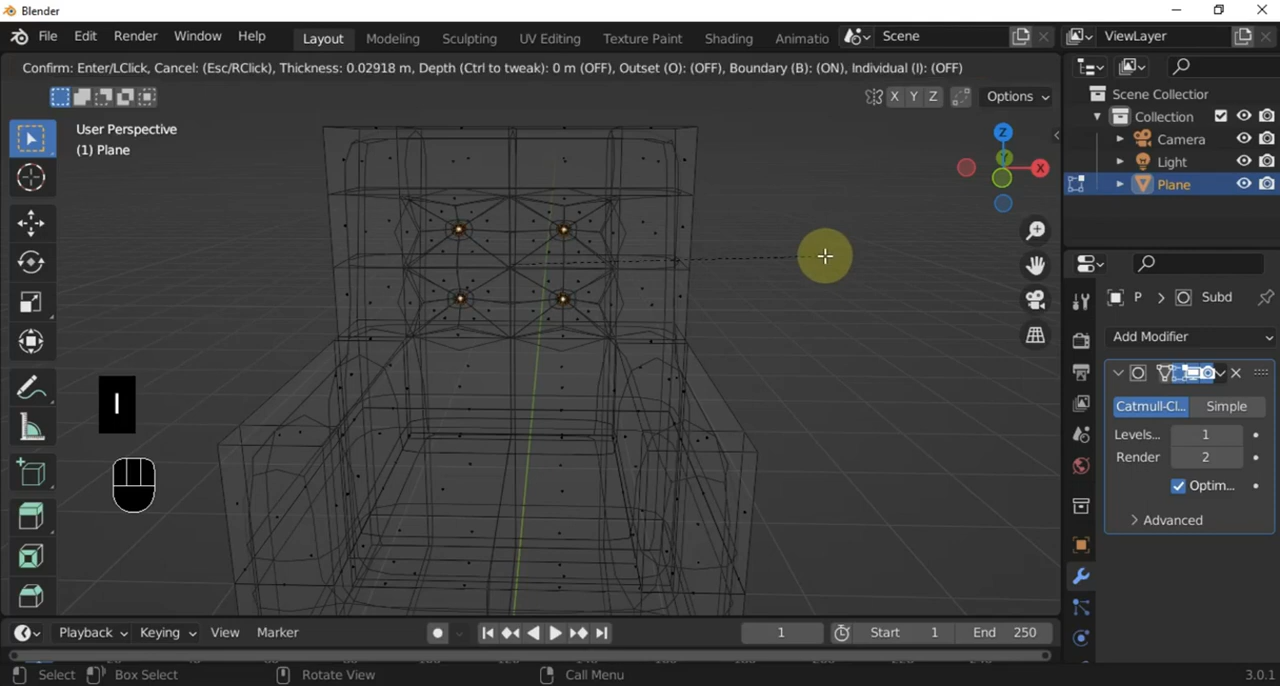 Blender
File Edit Render Window Help Layout Modeling Sculpting UV Editing Texture Paint Shading Animatio Scene ViewLayer
Confirm: Enter/LClick, Cancel: (Esc/RClick), Thickness: 0.02918 m, Depth (Ctrl to tweak): 0 m (OFF), Outset (O): (OFF), Boundary (B): (ON), Individual (I): (OFF)
X Y Z Options
User Perspective
(1) Plane
Z
Y
X
I
Scene Collectior
Collection
Camera
Light
Plane
P > Subd
Add Modifier
Catmull-Cl... Simple
Levels... 1
Render 2
Optim...
> Advanced
Playback Keying View Marker 1 Start 1 End 250
Select Box Select Rotate View Call Menu 3.0.1